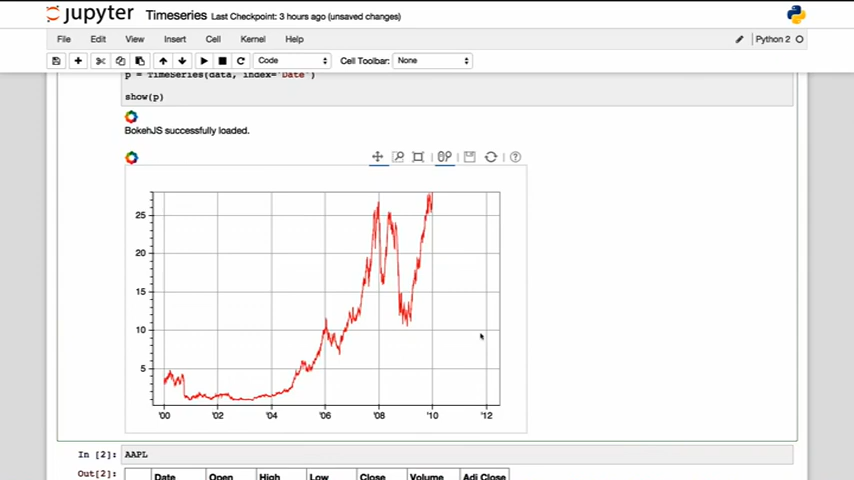 jupyter Timeseries Last Checkpoint: 3 hours ago (unsaved changes)
File Edit View Insert Cell Kernel Help Python 2
Code Cell Toolbar: None
p = TimeSeries(data, index='Date')
show(p)
BokehJS successfully loaded.
25
20
15
10
5
'00 '02 '04 '06 '08 '10 '12
In [2]: AAPL
Out[2]: Date Open High Low Close Volume Adj Close